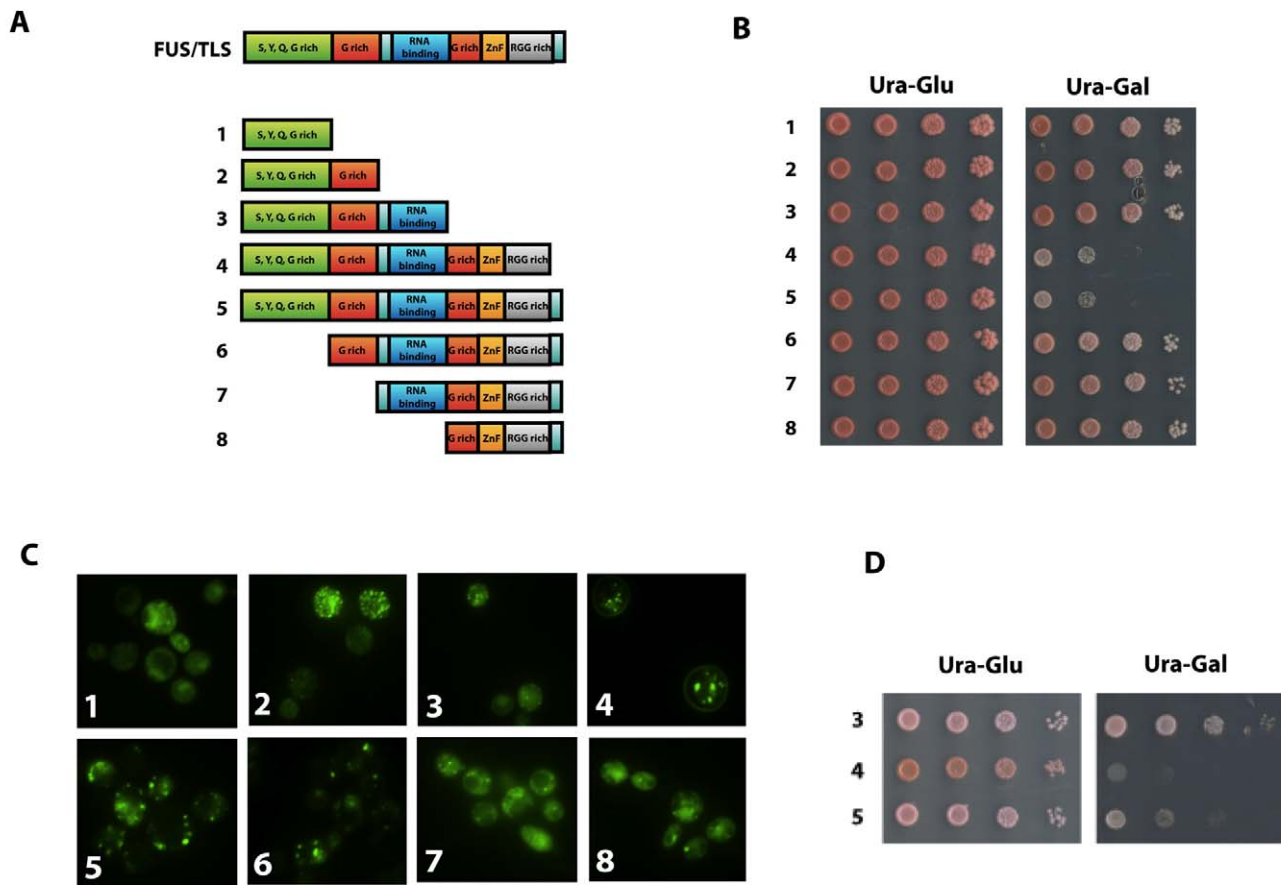 A
FUS/TLS
S, Y, Q, G rich G rich RNA binding G rich ZnF RGG rich
1 S, Y, Q, G rich
2 S, Y, Q, G rich G rich
3 S, Y, Q, G rich G rich RNA binding
4 S, Y, Q, G rich G rich RNA binding G rich ZnF RGG rich
5 S, Y, Q, G rich G rich RNA binding G rich ZnF RGG rich
6 G rich RNA binding G rich ZnF RGG rich
7 RNA binding G rich ZnF RGG rich
8 G rich ZnF RGG rich
B
Ura-Glu Ura-Gal
1
2
3
4
5
6
7
8
C
1 2 3 4
5 6 7 8
D
Ura-Glu Ura-Gal
3
4
5